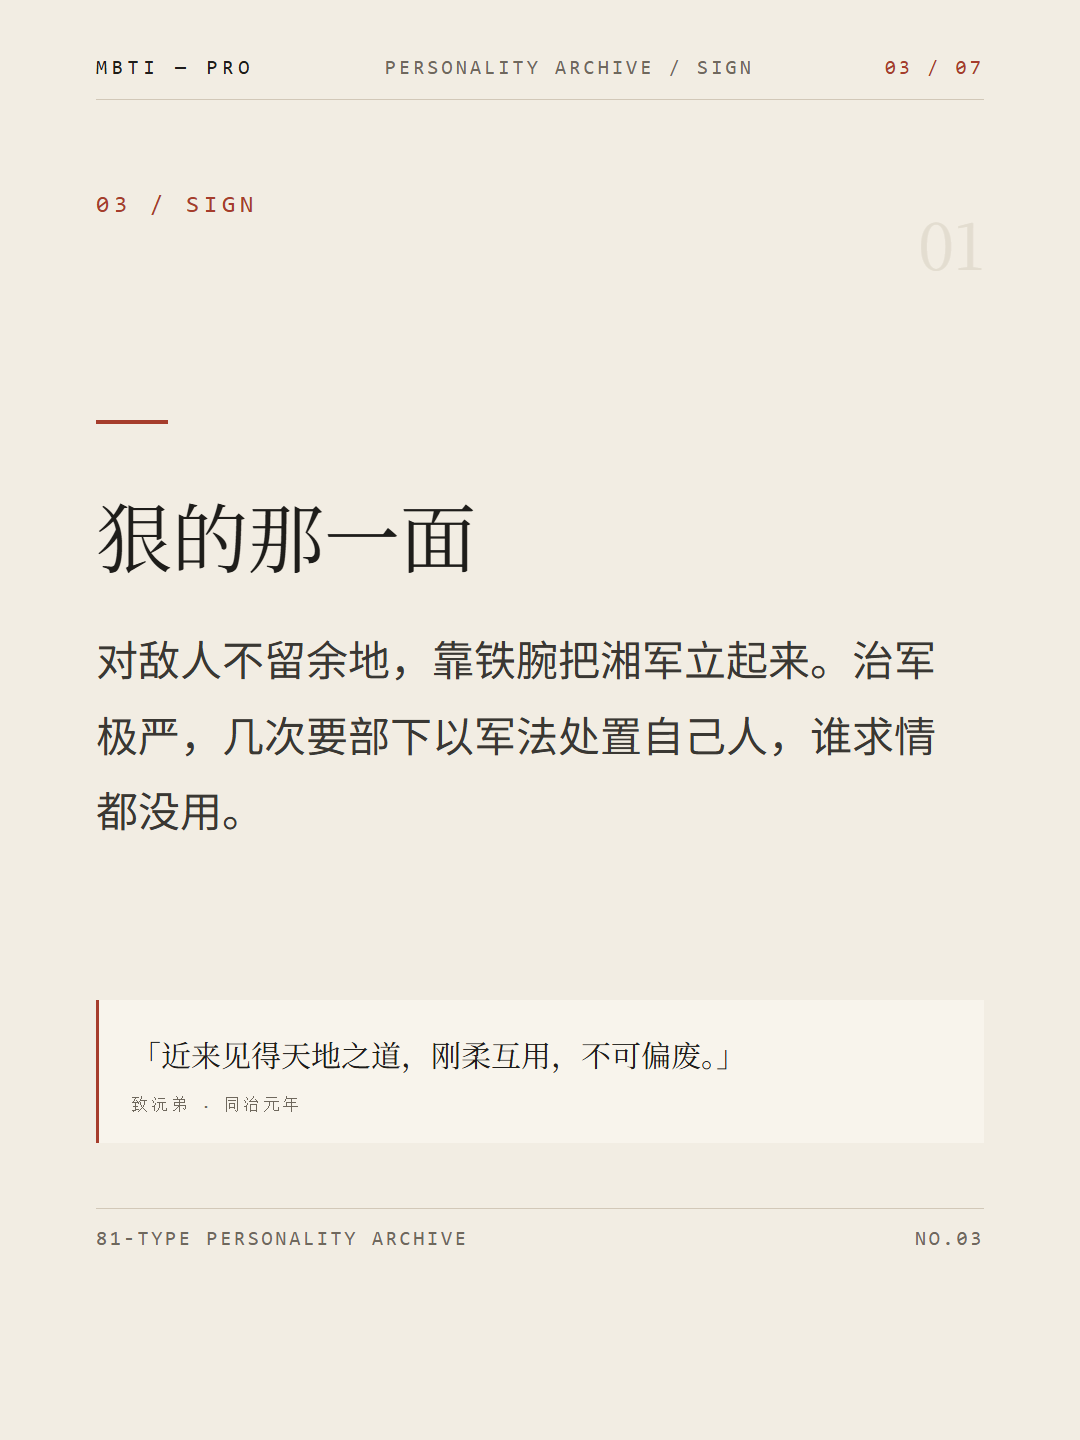 MBTI — PRO
PERSONALITY ARCHIVE / SIGN
03 / 07
03 / SIGN
01
狠的那一面
对敌人不留余地，靠铁腕把湘军立起来。治军
极严，几次要部下以军法处置自己人，谁求情
都没用。
「近来见得天地之道，刚柔互用，不可偏废。」
致沅弟 · 同治元年
81-TYPE PERSONALITY ARCHIVE
NO.03